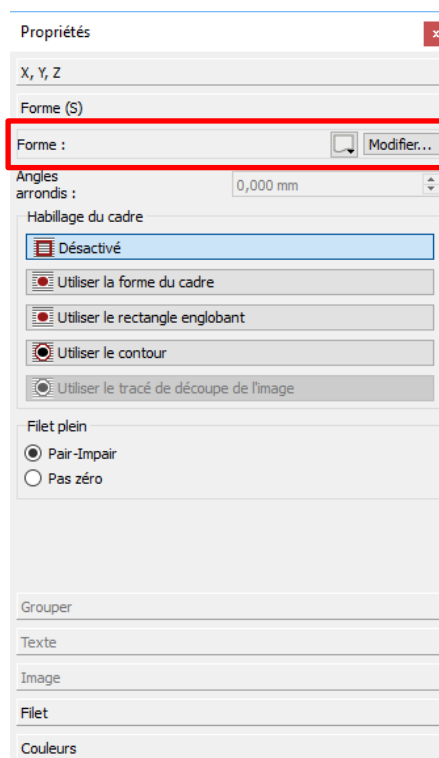 Propriétés
x
X, Y, Z
Forme (S)
Forme :
Modifier...
Angles
arrondis :
0,000 mm
Habillage du cadre
Désactivé
Utiliser la forme du cadre
Utiliser le rectangle englobant
Utiliser le contour
Utiliser le tracé de découpe de l'image
Filet plein
Pair-Impair
Pas zéro
Grouper
Texte
Image
Filet
Couleurs